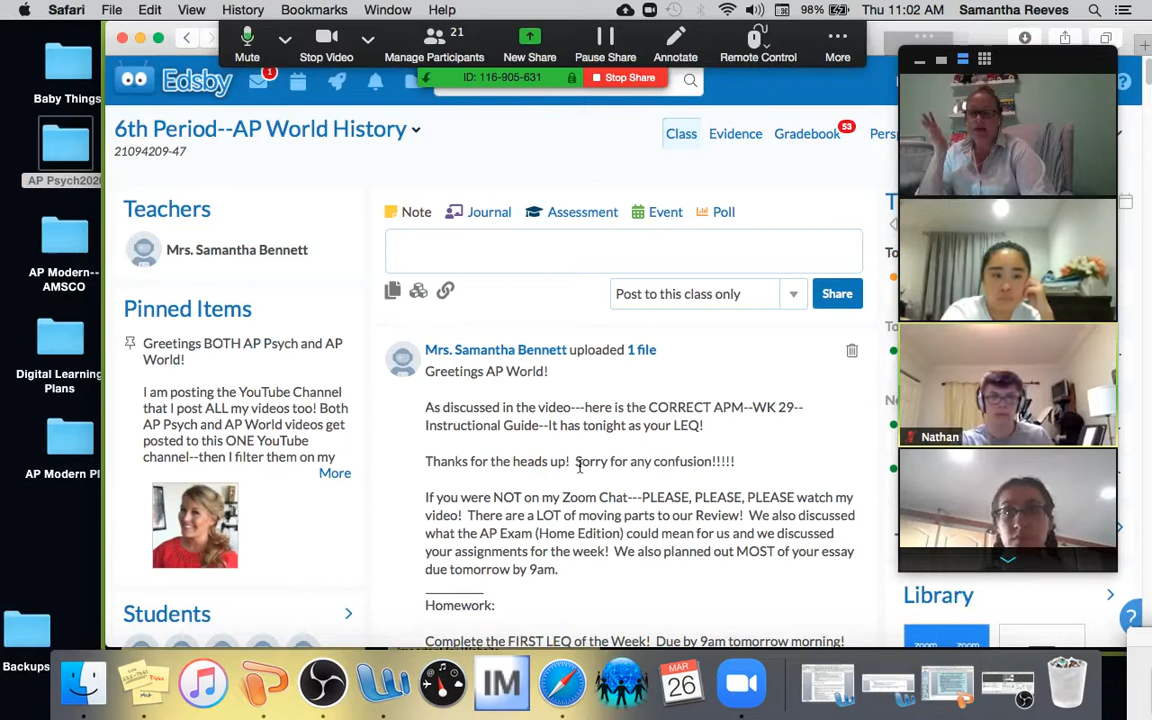 Safari File Edit View History Bookmarks Window Help 98% Thu 11:02 AM Samantha Reeves
Mute Stop Video Manage Participants 21 New Share Pause Share Annotate Remote Control More
ID: 116-905-631 Stop Share
Edsby 1
6th Period--AP World History
21094209-47
Class Evidence Gradebook 53
Teachers
Mrs. Samantha Bennett
Pinned Items
Greetings BOTH AP Psych and AP
World!
I am posting the YouTube Channel
that I post ALL my videos too! Both
AP Psych and AP World videos get
posted to this ONE YouTube
channel--then I filter them on my
More
Students
Note Journal Assessment Event Poll
Post to this class only Share
Mrs. Samantha Bennett uploaded 1 file
Greetings AP World!
As discussed in the video---here is the CORRECT APM--WK 29--
Instructional Guide--It has tonight as your LEQ!
Thanks for the heads up! Sorry for any confusion!!!!!
If you were NOT on my Zoom Chat---PLEASE, PLEASE, PLEASE watch my
video! There are a LOT of moving parts to our Review! We also discussed
what the AP Exam (Home Edition) could mean for us and we discussed
your assignments for the week! We also planned out MOST of your essay
due tomorrow by 9am.
Homework:
Complete the FIRST LEQ of the Week! Due by 9am tomorrow morning!
Nathan
Library
zoom zoom
Baby Things
AP Psych202
AP Modern--
AMSCO
Digital Learning
Plans
AP Modern Pl
Backups
IM
MAR
26